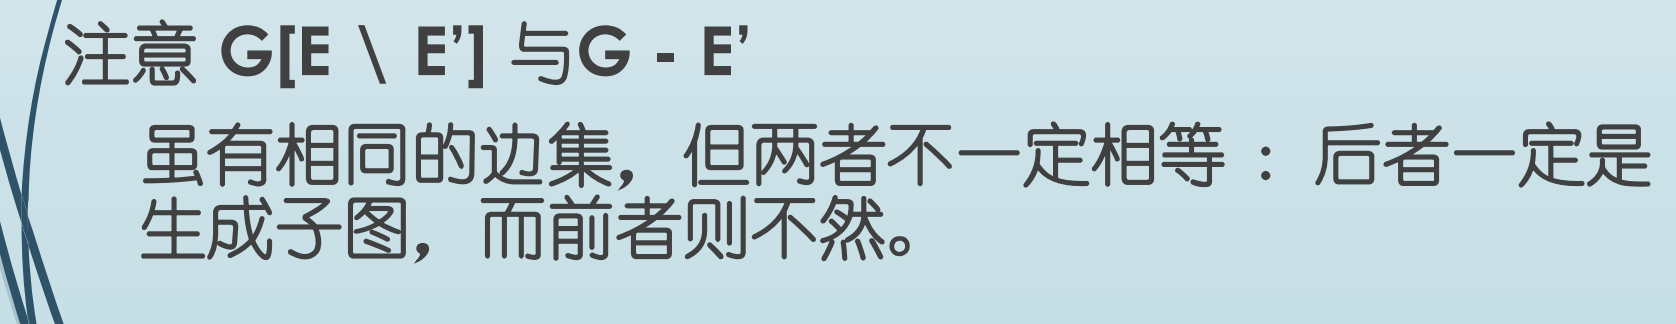 注意 G[E \ E’] 与G - E’
虽有相同的边集，但两者不一定相等 ：后者一定是
生成子图，而前者则不然。